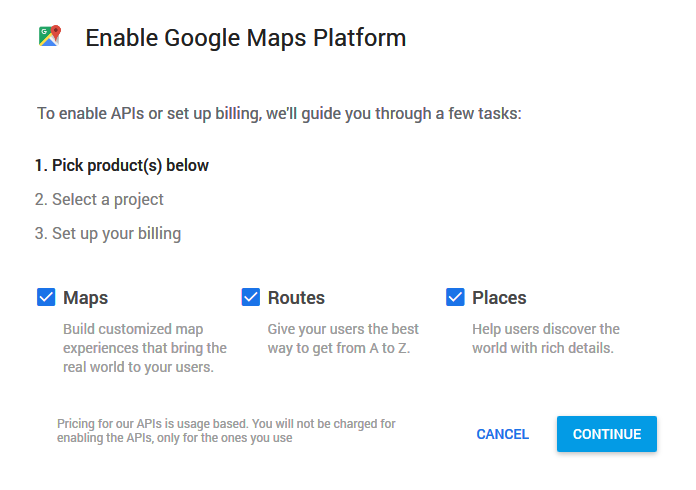 Enable Google Maps Platform
To enable APIs or set up billing, we'll guide you through a few tasks:
1. Pick product(s) below
2. Select a project
3. Set up your billing
Maps
Build customized map
experiences that bring the
real world to your users.
Routes
Give your users the best
way to get from A to Z.
Places
Help users discover the
world with rich details.
Pricing for our APIs is usage based. You will not be charged for
enabling the APIs, only for the ones you use
CANCEL
CONTINUE